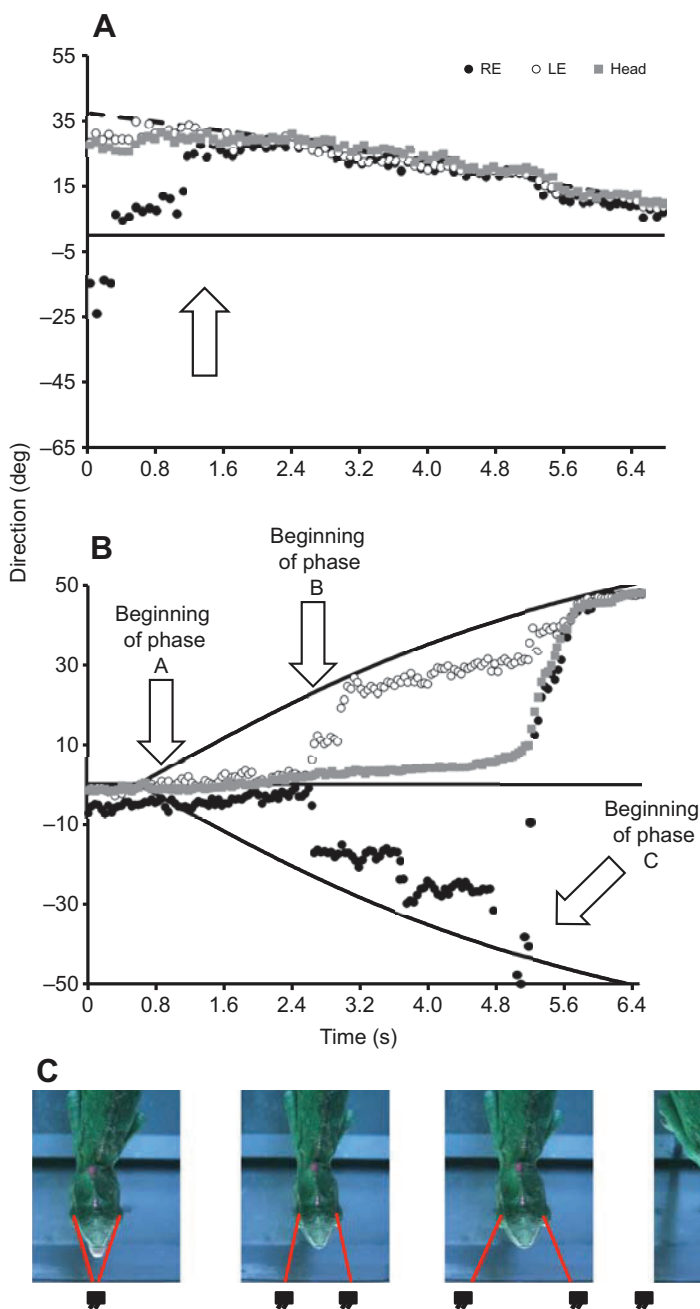 A
55
35
15
–5
–25
–45
–65
RE LE Head
0 0.8 1.6 2.4 3.2 4.0 4.8 5.6 6.4
Direction (deg)
B
Beginning
of phase
A
Beginning
of phase
B
Beginning
of phase
C
50
30
10
–10
–30
–50
0 0.8 1.6 2.4 3.2 4.0 4.8 5.6 6.4
Time (s)
C